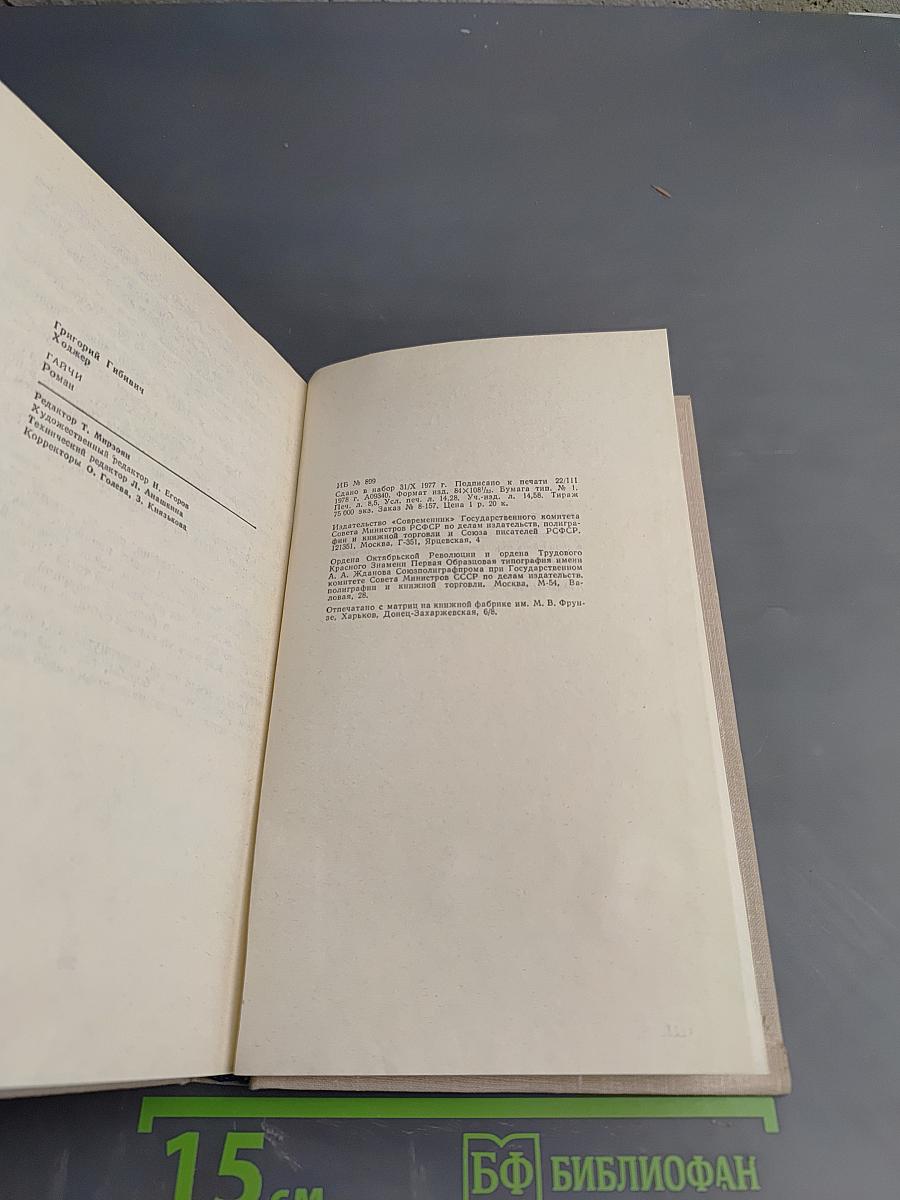 Григорий Гибивич
Ходжер
ГАЙЧИ
Роман
Редактор Т. Мирзоян
Художественный редактор Н. Егоров
Технический редактор Л. Анашкина
Корректоры О. Голева, З. Князькова
ИБ № 899
Сдано в набор 31/X 1977 г. Подписано к печати 22/III
1978 г. А09340. Формат изд. 84×108¹/₃₂. Бумага тип. № 1.
Печ. л. 8,5. Усл. печ. л. 14,28. Уч.-изд. л. 14,58. Тираж
75 000 экз. Заказ № 8-157. Цена 1 р. 20 к.
Издательство «Современник» Государственного комитета
Совета Министров РСФСР по делам издательств, полигра-
фии и книжной торговли и Союза писателей РСФСР.
121351, Москва, Г-351, Ярцевская, 4
Ордена Октябрьской Революции и ордена Трудового
Красного Знамени Первая Образцовая типография имени
А. А. Жданова Союзполиграфпрома при Государственном
комитете Совета Министров СССР по делам издательств,
полиграфии и книжной торговли. Москва, М-54, Ва-
ловая, 28.
Отпечатано с матриц на книжной фабрике им. М. В. Фрун-
зе, Харьков, Донец-Захаржевская, 6/8.
15 см
БФ БИБЛИОФАН